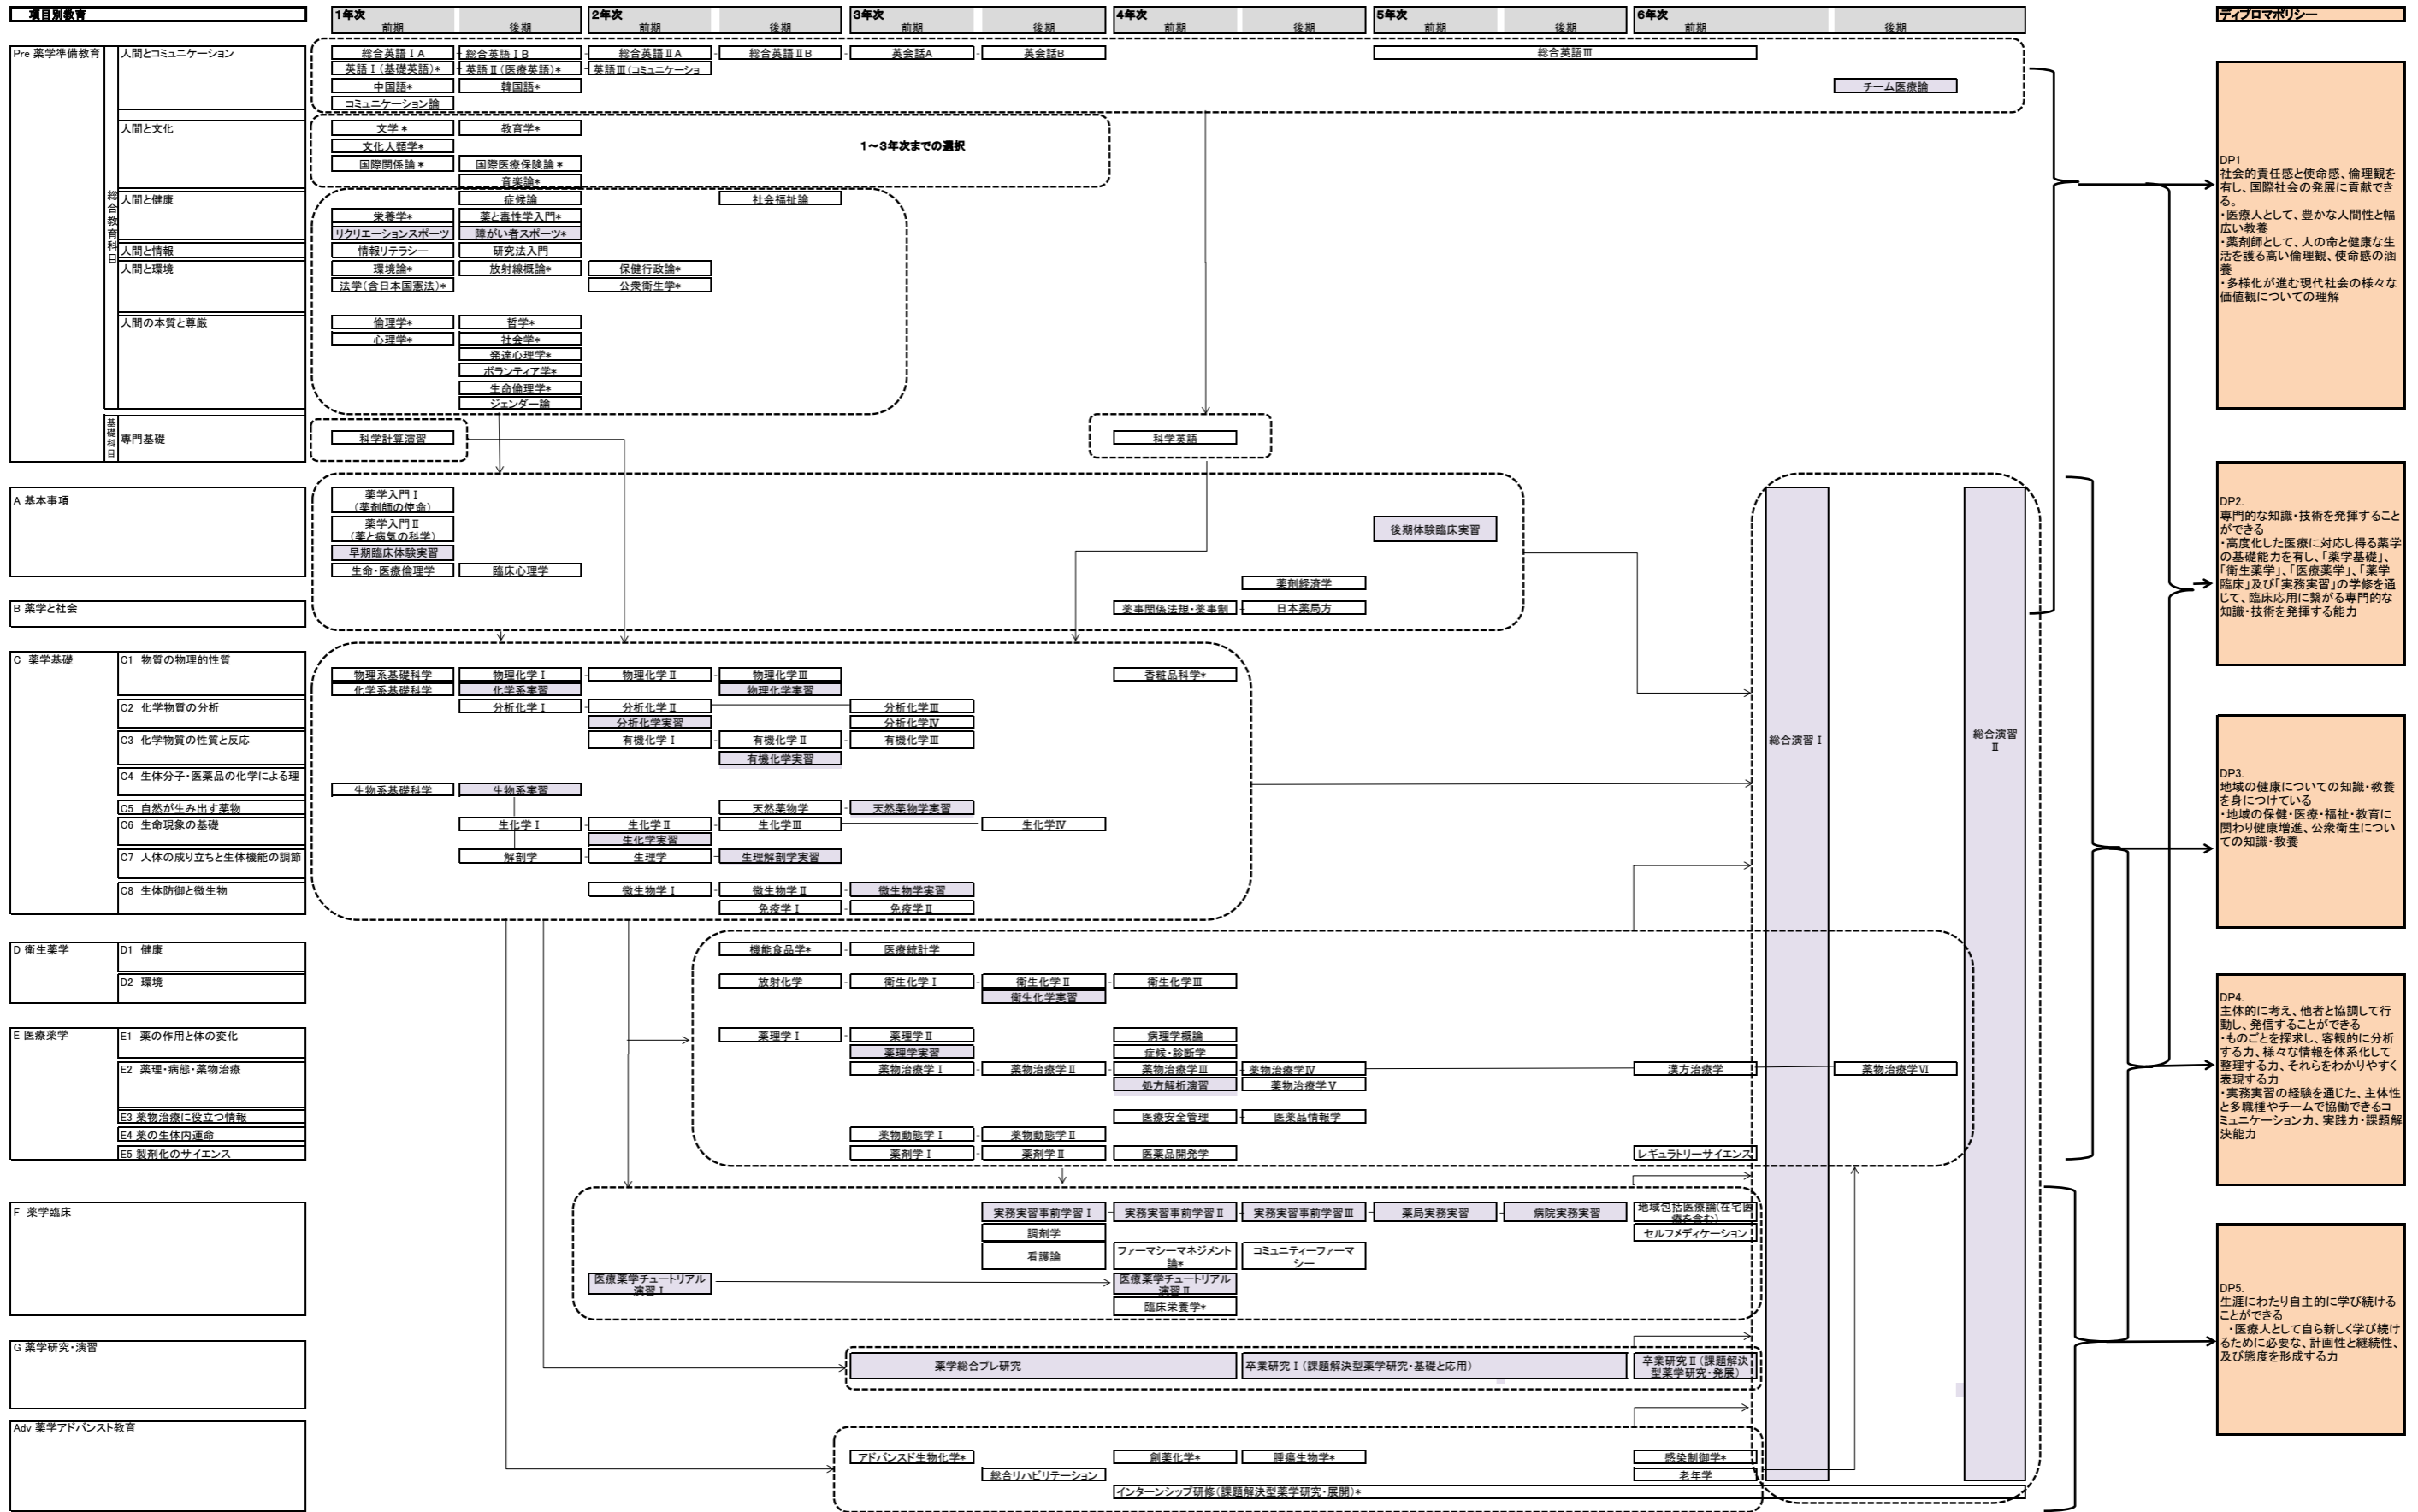 項目別教育
1年次
2年次
3年次
4年次
5年次
6年次
前期
後期
前期
後期
前期
後期
前期
後期
前期
後期
前期
後期
ディプロマポリシー
Pre 薬学準備教育
総合教育科目
人間とコミュニケーション
総合英語ⅠA
総合英語ⅠB
総合英語ⅡA
総合英語ⅡB
英会話A
英会話B
総合英語Ⅲ
英語Ⅰ(基礎英語)*
英語Ⅱ(医療英語)*
英語Ⅲ(コミュニケーショ
中国語*
韓国語*
チーム医療論
コミュニケーション論
人間と文化
文学*
教育学*
文化人類学*
1~3年次までの選択
国際関係論*
国際医療保険論*
音楽論*
人間と健康
症候論
社会福祉論
栄養学*
薬と毒性学入門*
リクリエーションスポーツ
障がい者スポーツ*
人間と情報
情報リテラシー
研究法入門
人間と環境
環境論*
放射線概論*
保健行政論*
法学(含日本国憲法)*
公衆衛生学*
人間の本質と尊厳
倫理学*
哲学*
心理学*
社会学*
発達心理学*
ボランティア学*
生命倫理学*
ジェンダー論
基礎科目
専門基礎
科学計算演習
科学英語
A 基本事項
薬学入門Ⅰ
(薬剤師の使命)
薬学入門Ⅱ
(薬と病気の科学)
早期臨床体験実習
生命・医療倫理学
臨床心理学
後期体験臨床実習
薬剤経済学
B 薬学と社会
薬事関係法規・薬事制
日本薬局方
C 薬学基礎
C1 物質の物理的性質
物理系基礎科学
物理化学Ⅰ
物理化学Ⅱ
物理化学Ⅲ
香粧品科学*
化学系基礎科学
化学系実習
物理化学実習
C2 化学物質の分析
分析化学Ⅰ
分析化学Ⅱ
分析化学Ⅲ
分析化学実習
分析化学Ⅳ
C3 化学物質の性質と反応
有機化学Ⅰ
有機化学Ⅱ
有機化学Ⅲ
有機化学実習
C4 生体分子・医薬品の化学による理
生物系基礎科学
生物系実習
C5 自然が生み出す薬物
天然薬物学
天然薬物学実習
C6 生命現象の基礎
生化学Ⅰ
生化学Ⅱ
生化学Ⅲ
生化学Ⅳ
生化学実習
C7 人体の成り立ちと生体機能の調節
解剖学
生理学
生理解剖学実習
C8 生体防御と微生物
微生物学Ⅰ
微生物学Ⅱ
微生物学実習
免疫学Ⅰ
免疫学Ⅱ
総合演習Ⅰ
総合演習
Ⅱ
D 衛生薬学
D1 健康
機能食品学*
医療統計学
D2 環境
放射化学
衛生化学Ⅰ
衛生化学Ⅱ
衛生化学Ⅲ
衛生化学実習
E 医療薬学
E1 薬の作用と体の変化
薬理学Ⅰ
薬理学Ⅱ
病理学概論
薬理学実習
症候・診断学
E2 薬理・病態・薬物治療
薬物治療学Ⅰ
薬物治療学Ⅱ
薬物治療学Ⅲ
薬物治療学Ⅳ
漢方治療学
薬物治療学Ⅵ
処方解析演習
薬物治療学Ⅴ
E3 薬物治療に役立つ情報
医療安全管理
医薬品情報学
E4 薬の生体内運命
薬物動態学Ⅰ
薬物動態学Ⅱ
E5 製剤化のサイエンス
薬剤学Ⅰ
薬剤学Ⅱ
医薬品開発学
レギュラトリーサイエンス
F 薬学臨床
実務実習事前学習Ⅰ
実務実習事前学習Ⅱ
実務実習事前学習Ⅲ
薬局実務実習
病院実務実習
地域包括医療論(在宅医
療を含む)
調剤学
セルフメディケーション
看護論
ファーマシーマネジメント
論*
コミュニティーファーマ
シー
医療薬学チュートリアル
演習Ⅰ
医療薬学チュートリアル
演習Ⅱ
臨床栄養学*
G 薬学研究・演習
薬学総合プレ研究
卒業研究Ⅰ(課題解決型薬学研究・基礎と応用)
卒業研究Ⅱ(課題解決
型薬学研究・発展)
Adv 薬学アドバンスト教育
アドバンスド生物化学*
創薬化学*
腫瘍生物学*
感染制御学*
総合リハビリテーション
老年学
インターンシップ研修(課題解決型薬学研究・展開)*
DP1
社会的責任感と使命感、倫理観を
有し、国際社会の発展に貢献でき
る。
・医療人として、豊かな人間性と幅
広い教養
・薬剤師として、人の命と健康な生
活を護る高い倫理観、使命感の涵
養
・多様化が進む現代社会の様々な
価値観についての理解
DP2.
専門的な知識・技術を発揮すること
ができる
・高度化した医療に対応し得る薬学
の基礎能力を有し、「薬学基礎」、
「衛生薬学」、「医療薬学」、「薬学
臨床」及び「実務実習」の学修を通
じて、臨床応用に繋がる専門的な
知識・技術を発揮する能力
DP3.
地域の健康についての知識・教養
を身につけている
・地域の保健・医療・福祉・教育に
関わり健康増進、公衆衛生につい
ての知識・教養
DP4.
主体的に考え、他者と協調して行
動し、発信することができる
・ものごとを探求し、客観的に分析
する力、様々な情報を体系化して
整理する力、それらをわかりやすく
表現する力
・実務実習の経験を通じた、主体性
と多職種やチームで協働できるコ
ミュニケーション力、実践力・課題解
決能力
DP5.
生涯にわたり自主的に学び続ける
ことができる
・医療人として自ら新しく学び続け
るために必要な、計画性と継続性、
及び態度を形成する力